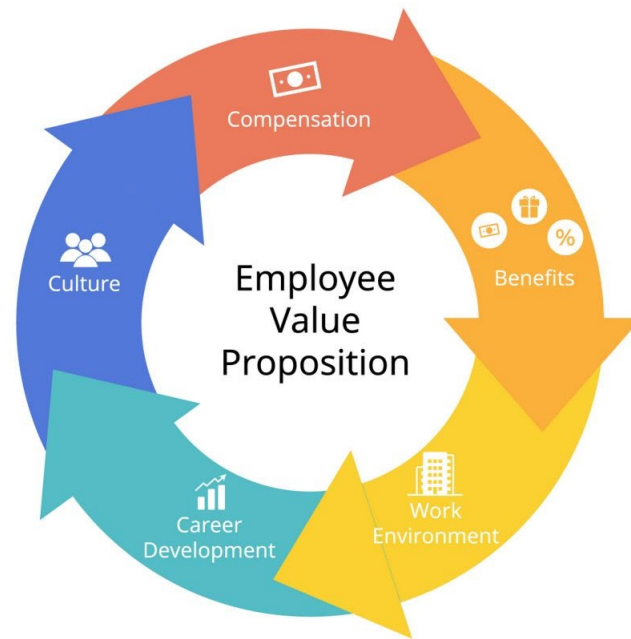 Employee
Value
Proposition
Compensation
%
Benefits
Work
Environment
Career
Development
Culture